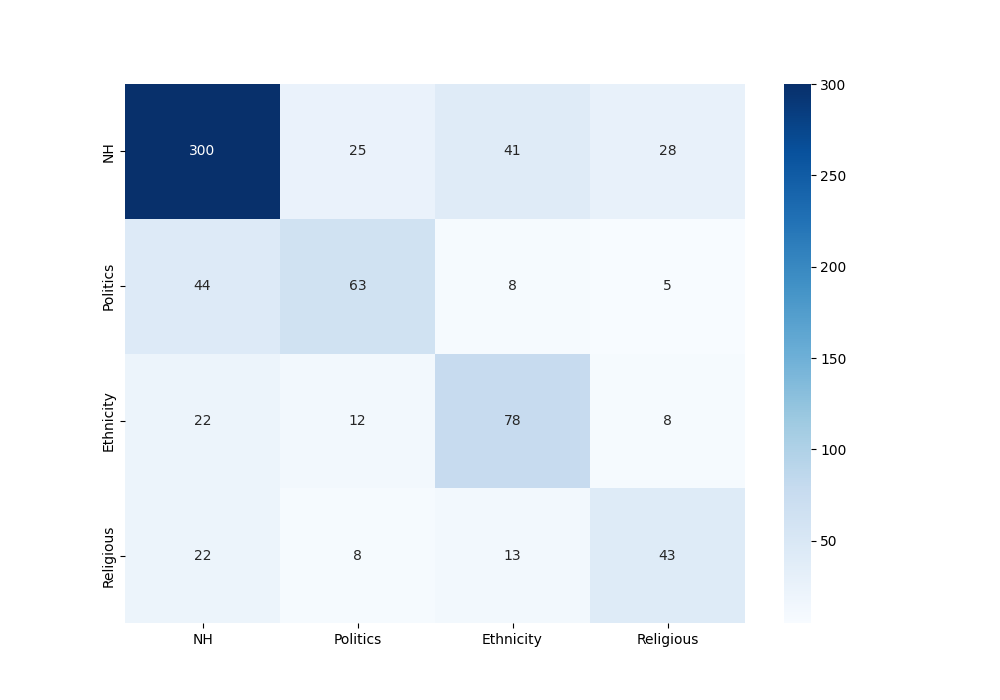 NH 300 25 41 28
Politics 44 63 8 5
Ethnicity 22 12 78 8
Religious 22 8 13 43
NH Politics Ethnicity Religious
300
250
200
150
100
50